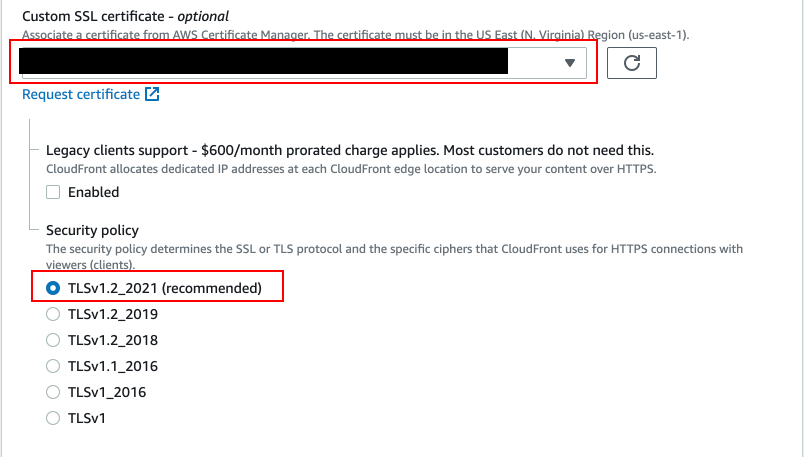 Custom SSL certificate - optional
Associate a certificate from AWS Certificate Manager. The certificate must be in the US East (N. Virginia) Region (us-east-1).
Request certificate
Legacy clients support - $600/month prorated charge applies. Most customers do not need this.
CloudFront allocates dedicated IP addresses at each CloudFront edge location to serve your content over HTTPS.
Enabled
Security policy
The security policy determines the SSL or TLS protocol and the specific ciphers that CloudFront uses for HTTPS connections with
viewers (clients).
TLSv1.2_2021 (recommended)
TLSv1.2_2019
TLSv1.2_2018
TLSv1.1_2016
TLSv1_2016
TLSv1